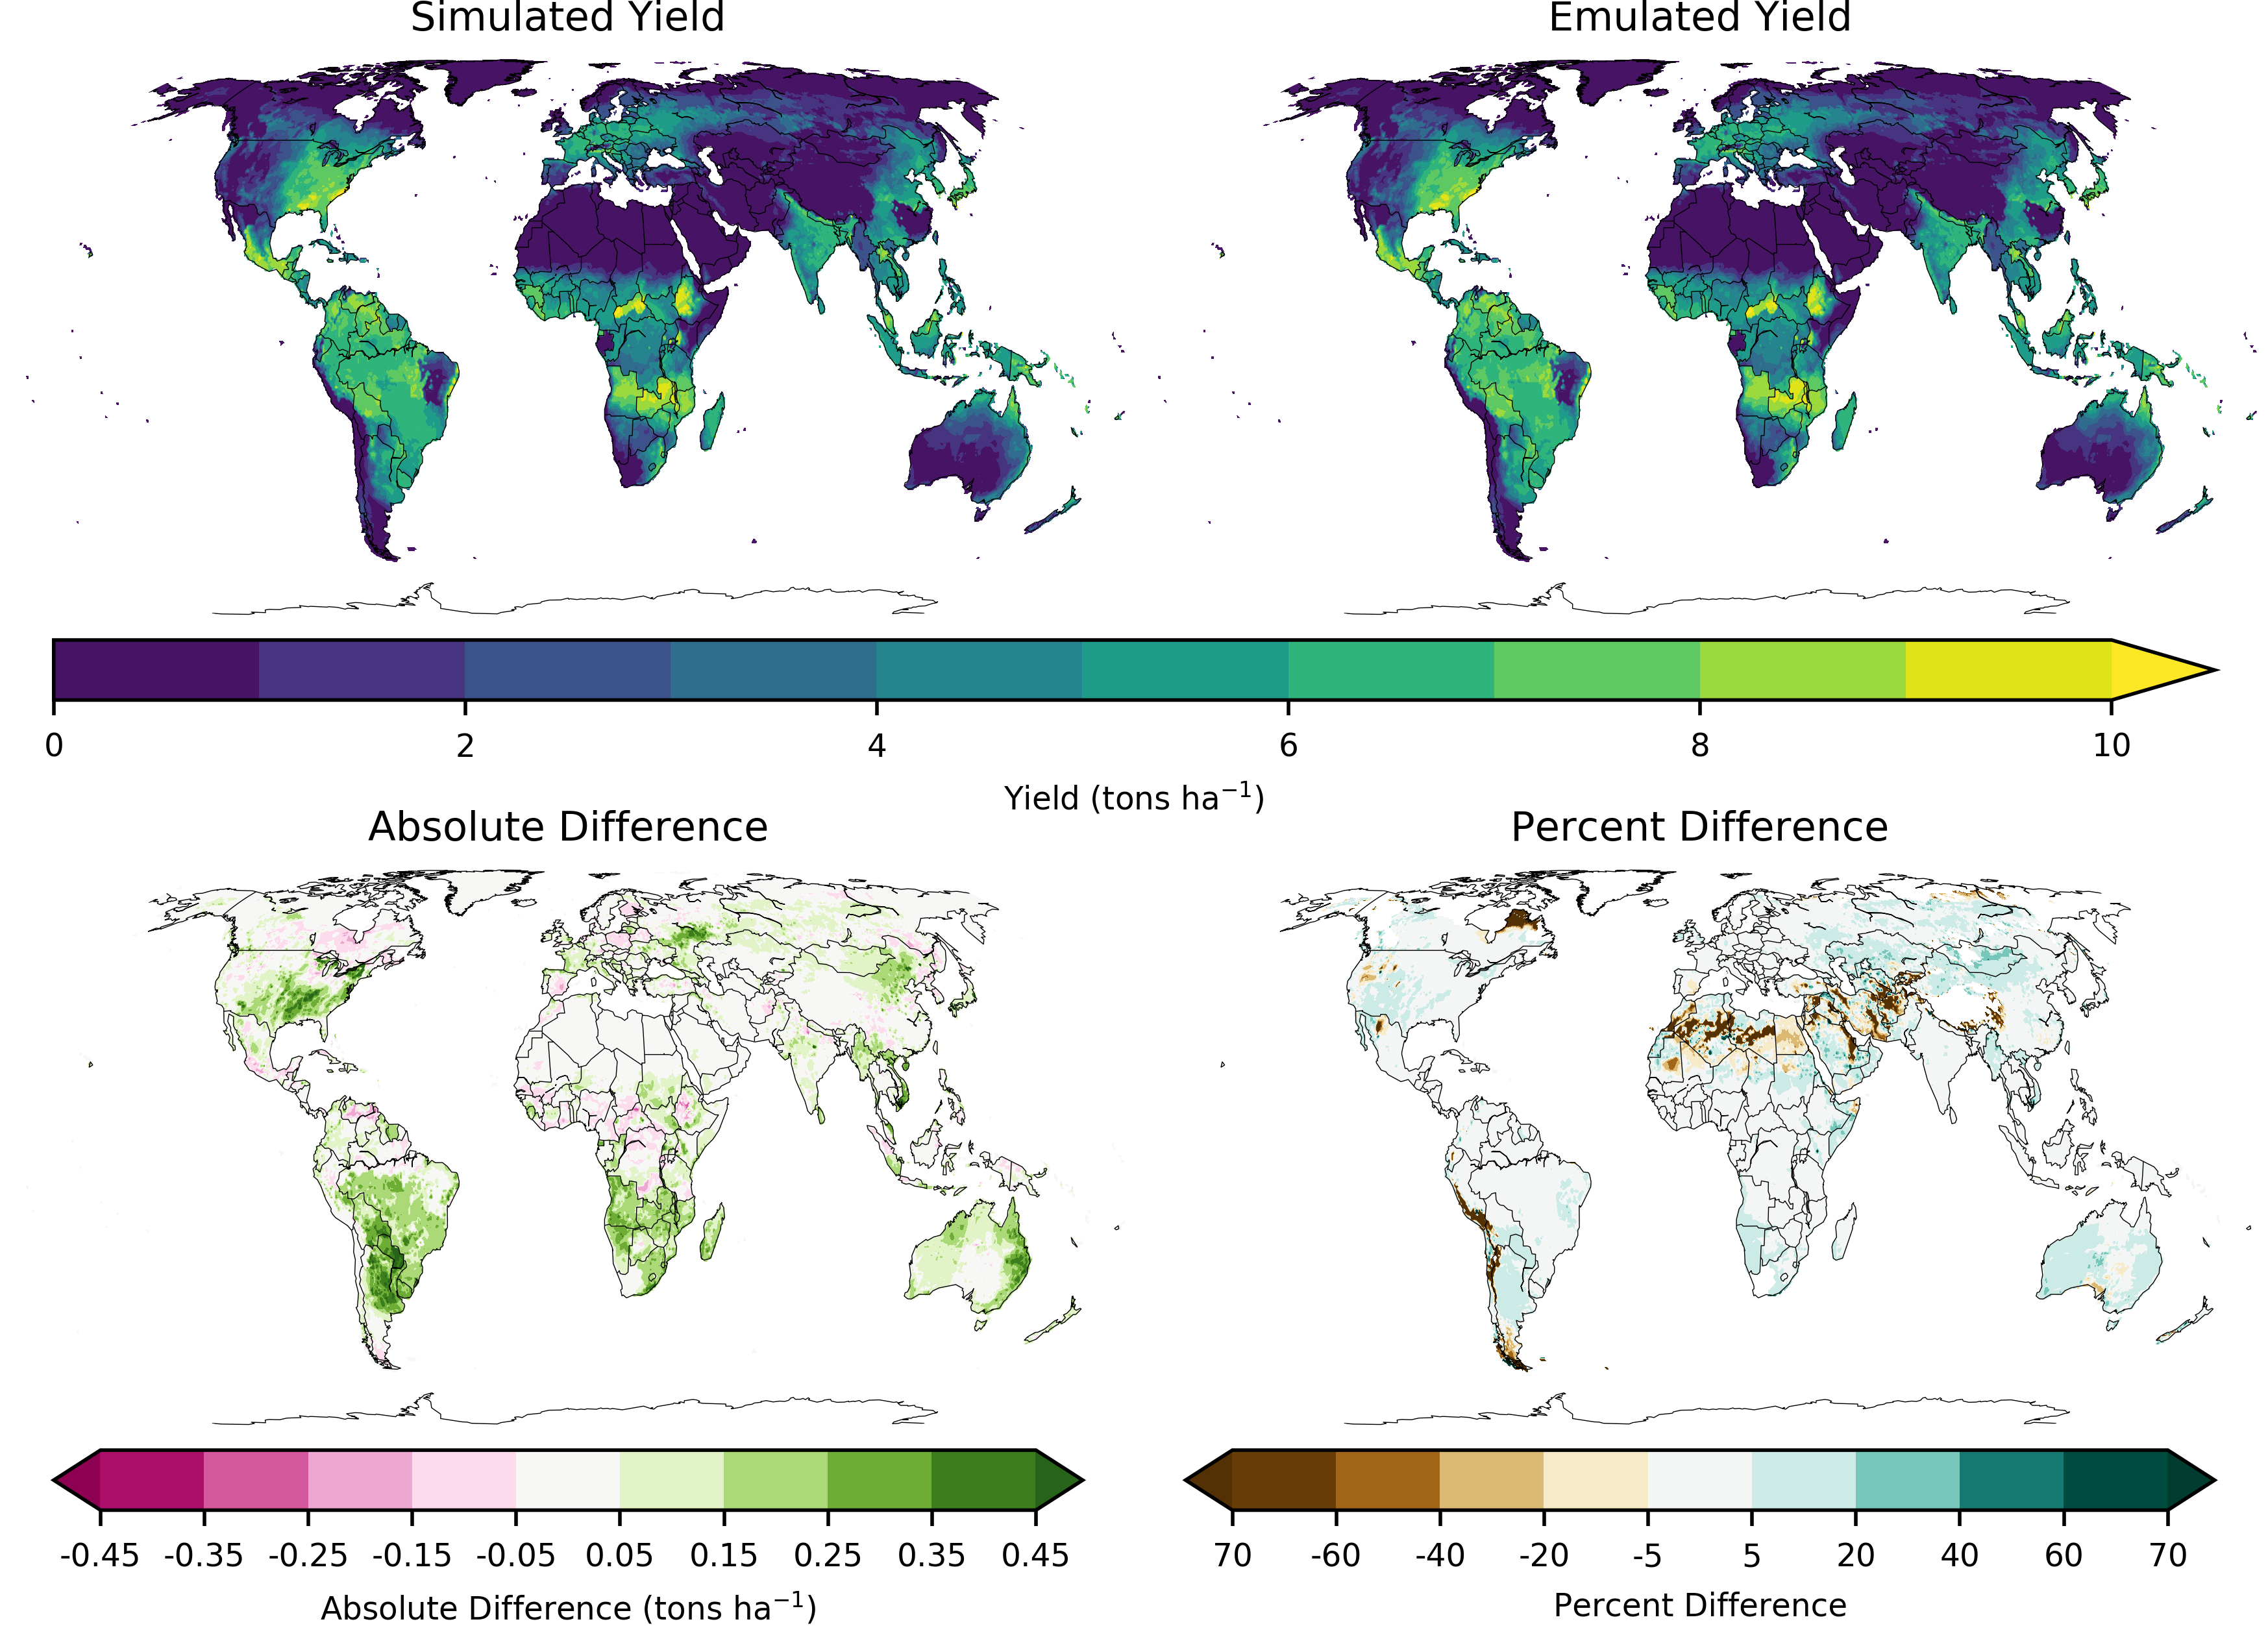 Simulated Yield
Emulated Yield
0 2 4 6 8 10
Yield (tons ha⁻¹)
Absolute Difference
Percent Difference
-0.45 -0.35 -0.25 -0.15 -0.05 0.05 0.15 0.25 0.35 0.45
Absolute Difference (tons ha⁻¹)
70 -60 -40 -20 -5 5 20 40 60 70
Percent Difference